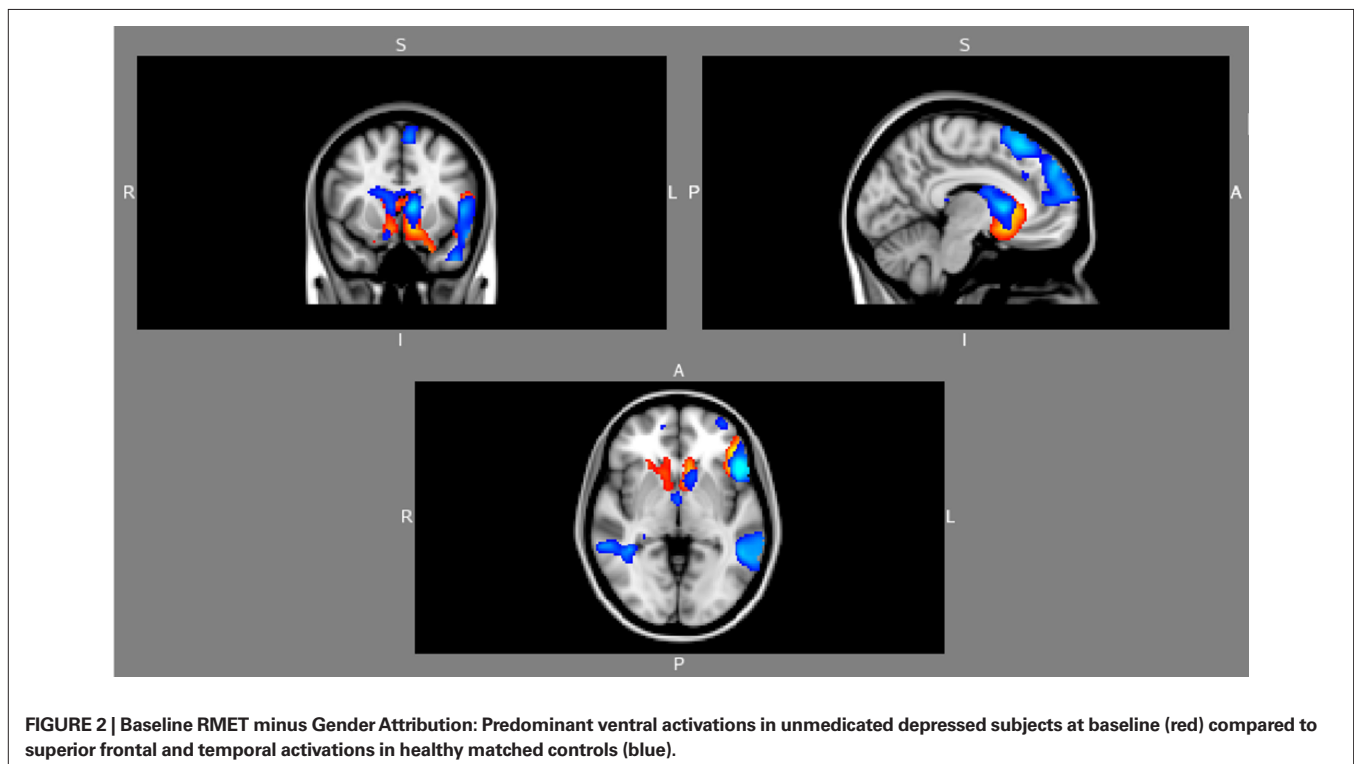 S
S
R
L
P
A
I
I
A
R
L
P
FIGURE 2 | Baseline RMET minus Gender Attribution: Predominant ventral activations in unmedicated depressed subjects at baseline (red) compared to
superior frontal and temporal activations in healthy matched controls (blue).